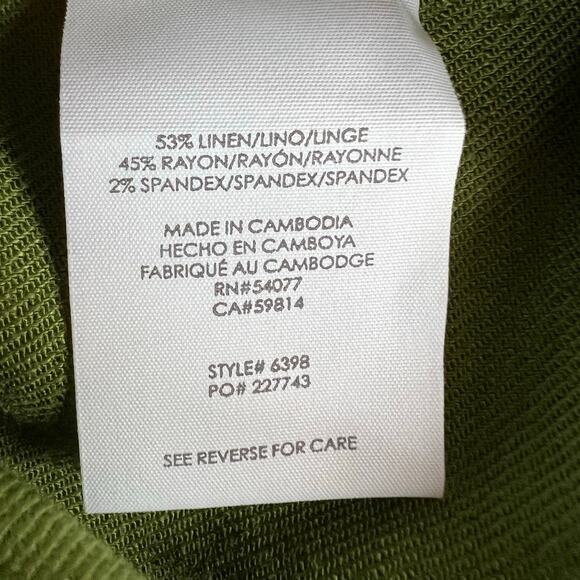 53% LINEN/LINO/LINGE
45% RAYON/RAYÓN/RAYONNE
2% SPANDEX/SPANDEX/SPANDEX
MADE IN CAMBODIA
HECHO EN CAMBOYA
FABRIQUÉ AU CAMBODGE
RN#54077
CA#59814
STYLE# 6398
PO# 227743
SEE REVERSE FOR CARE